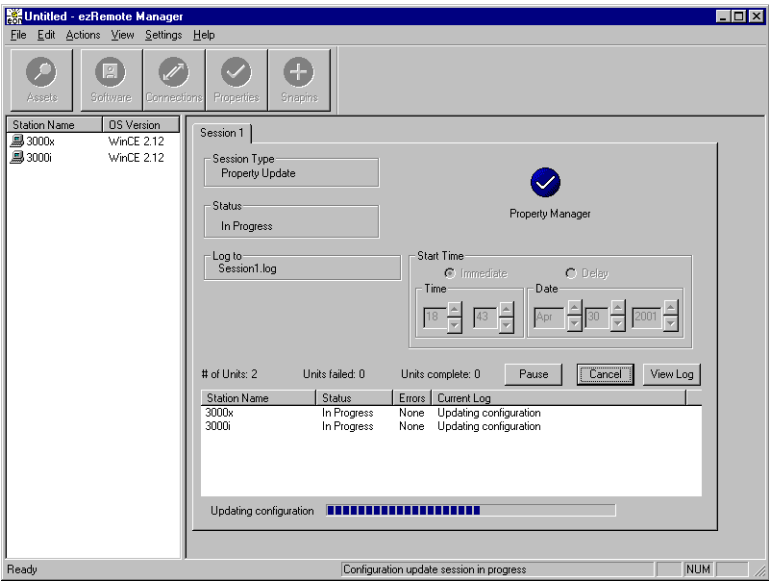 Untitled - ezRemote Manager
File Edit Actions View Settings Help
Assets Software Connections Properties Snapins
Station Name OS Version
3000x WinCE 2.12
3000i WinCE 2.12
Session 1
Session Type
Property Update
Property Manager
Status
In Progress
Log to
Session1.log
Start Time
Immediate Delay
Time Date
18 43 Apr 30 2001
# of Units: 2 Units failed: 0 Units complete: 0 Pause Cancel View Log
Station Name Status Errors Current Log
3000x In Progress None Updating configuration
3000i In Progress None Updating configuration
Updating configuration
Ready Configuration update session in progress NUM